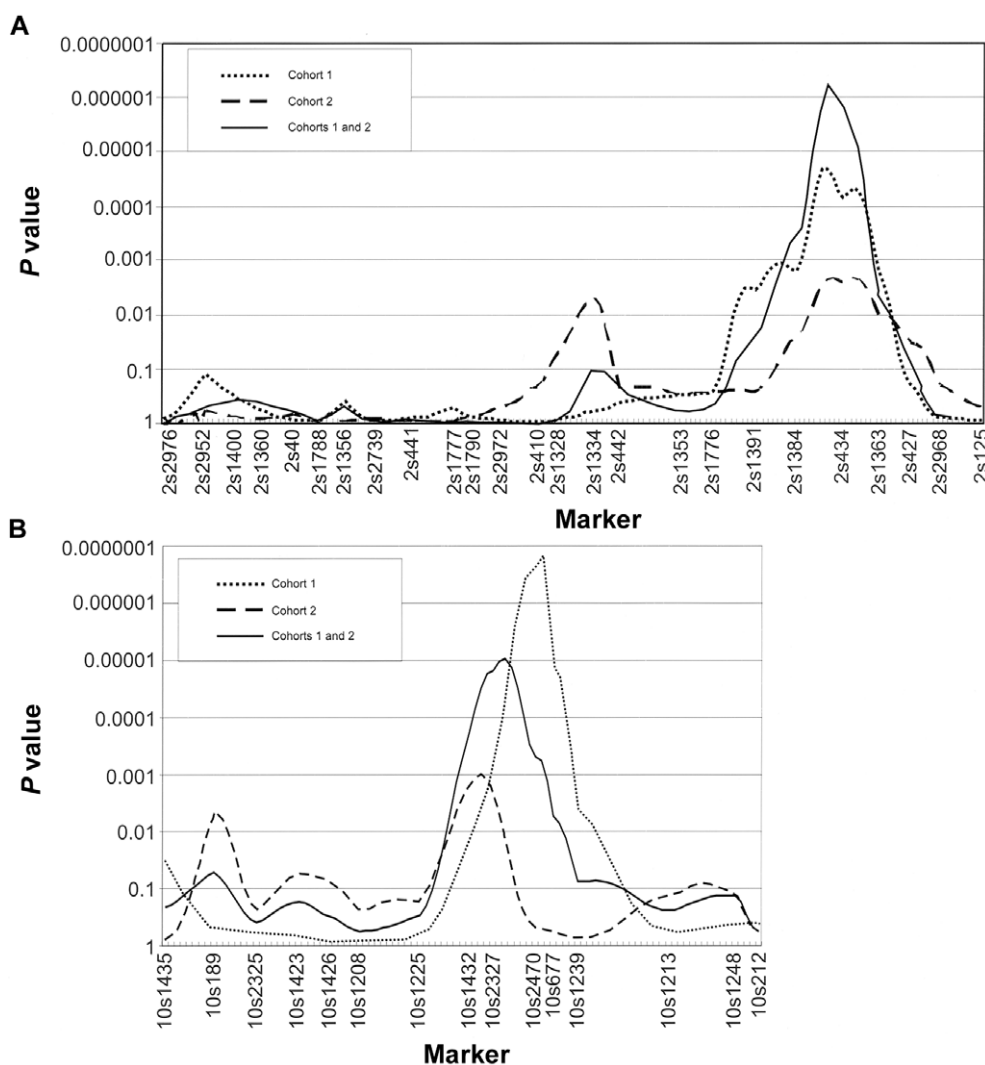 A
0.0000001
0.000001
0.00001
0.0001
0.001
0.01
0.1
1
P value
Cohort 1
Cohort 2
Cohorts 1 and 2
2s2976
2s2952
2s1400
2s1360
2s40
2s1788
2s1356
2s2739
2s441
2s1777
2s1790
2s2972
2s410
2s1328
2s1334
2s442
2s1553
2s1776
2s1391
2s1384
2s434
2s1363
2s427
2s2968
2s125
Marker
B
0.0000001
0.000001
0.00001
0.0001
0.001
0.01
0.1
1
P value
Cohort 1
Cohort 2
Cohorts 1 and 2
10s1435
10s189
10s2325
10s1423
10s1426
10s1208
10s1225
10s1432
10s2327
10s2470
10s677
10s1239
10s1213
10s1248
10s212
Marker